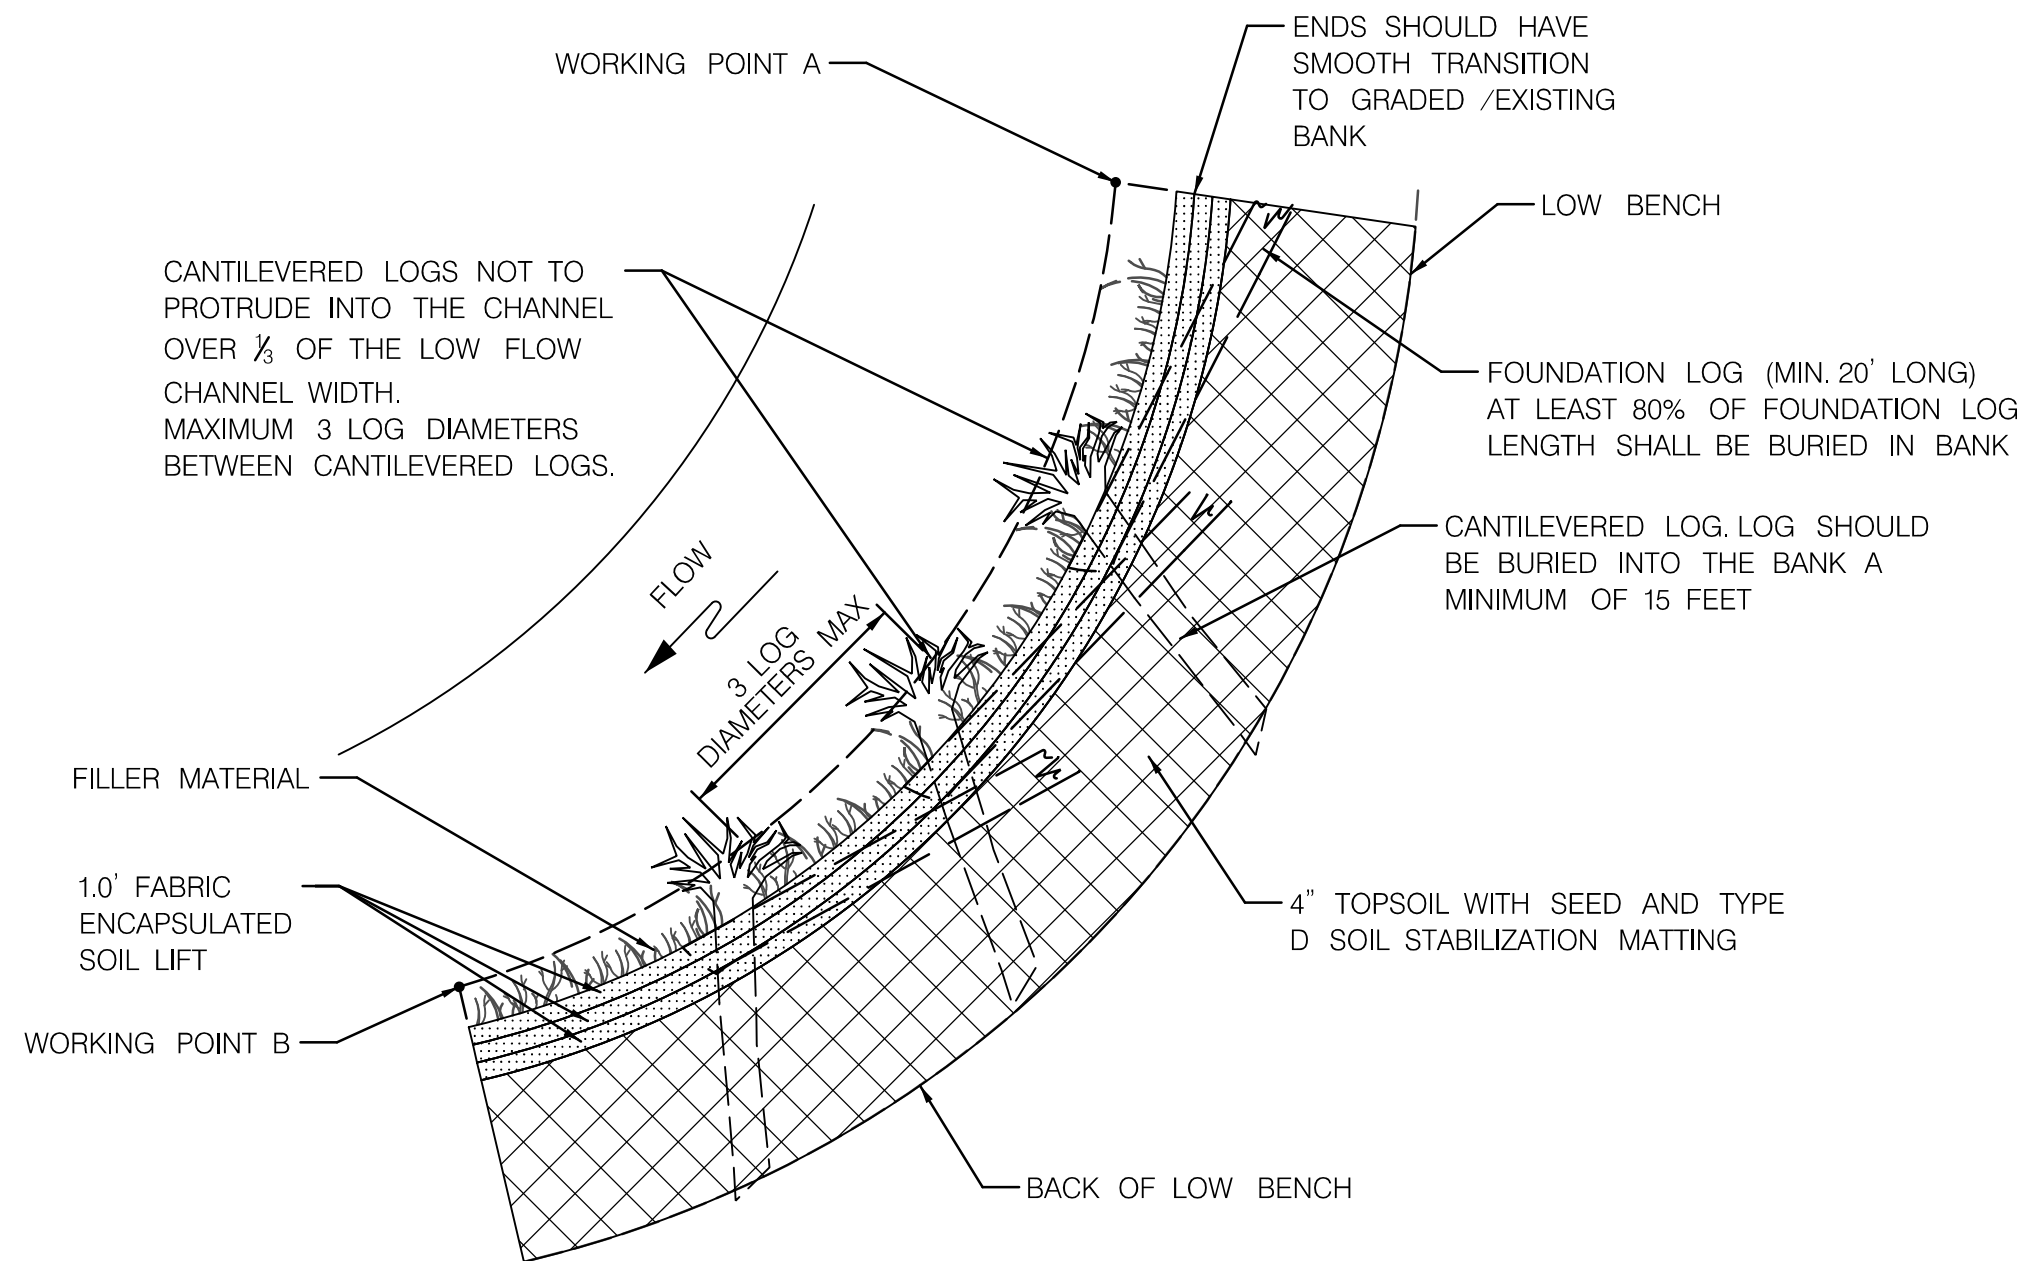 WORKING POINT A
ENDS SHOULD HAVE
SMOOTH TRANSITION
TO GRADED /EXISTING
BANK
LOW BENCH
CANTILEVERED LOGS NOT TO
PROTRUDE INTO THE CHANNEL
OVER ⅓ OF THE LOW FLOW
CHANNEL WIDTH.
MAXIMUM 3 LOG DIAMETERS
BETWEEN CANTILEVERED LOGS.
FOUNDATION LOG (MIN. 20' LONG)
AT LEAST 80% OF FOUNDATION LOG
LENGTH SHALL BE BURIED IN BANK
CANTILEVERED LOG. LOG SHOULD
BE BURIED INTO THE BANK A
MINIMUM OF 15 FEET
FLOW
3 LOG
DIAMETERS MAX
FILLER MATERIAL
1.0' FABRIC
ENCAPSULATED
SOIL LIFT
4" TOPSOIL WITH SEED AND TYPE
D SOIL STABILIZATION MATTING
WORKING POINT B
BACK OF LOW BENCH